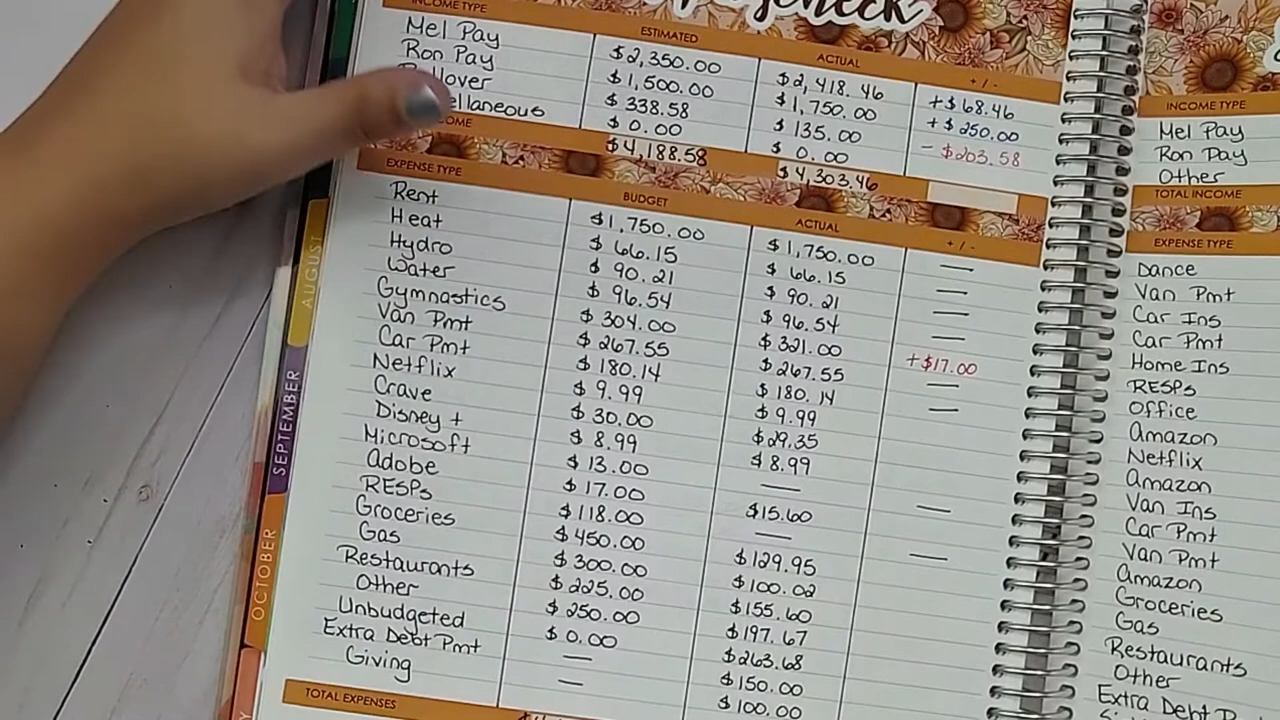 INCOME TYPE ESTIMATED ACTUAL + / -
Mel Pay $2,350.00 $2,418.46 +$68.46
Ron Pay $1,500.00 $1,750.00 +$250.00
Rollover $338.58 $135.00 -$203.58
ellaneous $0.00 $0.00
$4,188.58 $4,303.46
EXPENSE TYPE BUDGET ACTUAL + / -
Rent $1,750.00 $1,750.00 —
Heat $66.15 $66.15 —
Hydro $90.21 $90.21 —
Water $96.54 $96.54 —
Gymnastics $304.00 $321.00 +$17.00
Van Pmt $267.55 $267.55 —
Car Pmt $180.14 $180.14 —
Netflix $9.99 $9.99
Crave $30.00 $29.35
Disney + $8.99 $8.99
Microsoft $13.00 — —
Adobe $17.00 $15.60
RESPs $118.00 — —
Groceries $450.00 $129.95
Gas $300.00 $100.02
Restaurants $225.00 $155.60
Other $250.00 $197.67
Unbudgeted $0.00 $263.68
Extra Debt Pmt — $150.00
Giving — $100.00
TOTAL EXPENSES
AUGUST
SEPTEMBER
OCTOBER
INCOME TYPE
Mel Pay
Ron Pay
Other
TOTAL INCOME
EXPENSE TYPE
Dance
Van Pmt
Car Ins
Car Pmt
Home Ins
RESPs
Office
Amazon
Netflix
Amazon
Van Ins
Car Pmt
Van Pmt
Amazon
Groceries
Gas
Restaurants
Other
Extra Debt P